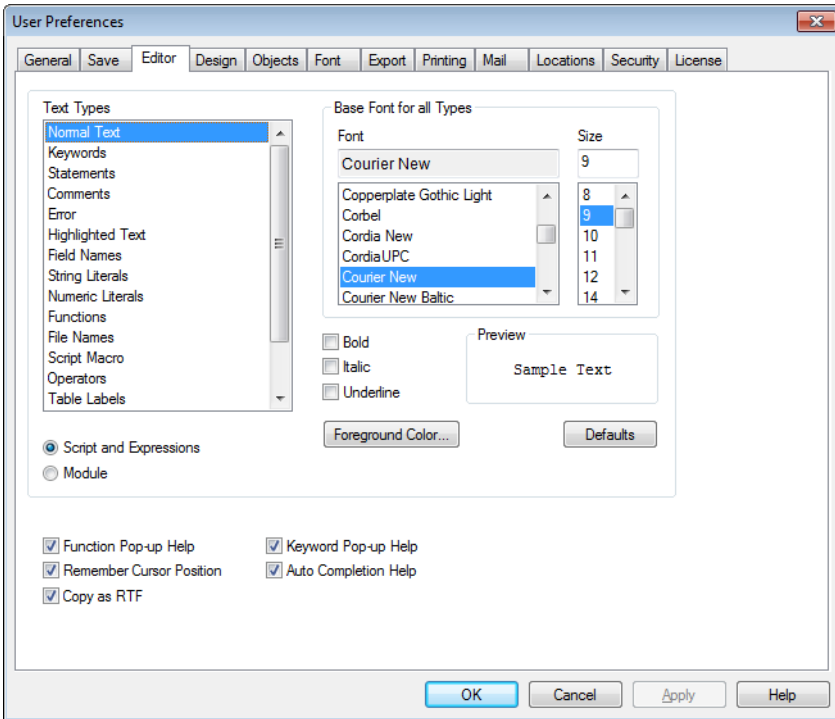 User Preferences
General Save Editor Design Objects Font Export Printing Mail Locations Security License
Text Types
Normal Text
Keywords
Statements
Comments
Error
Highlighted Text
Field Names
String Literals
Numeric Literals
Functions
File Names
Script Macro
Operators
Table Labels
Script and Expressions
Module
Base Font for all Types
Font Size
Courier New 9
Copperplate Gothic Light 8
Corbel 9
Cordia New 10
CordiaUPC 11
Courier New 12
Courier New Baltic 14
Bold
Italic
Underline
Preview
Sample Text
Foreground Color... Defaults
Function Pop-up Help Keyword Pop-up Help
Remember Cursor Position Auto Completion Help
Copy as RTF
OK Cancel Apply Help